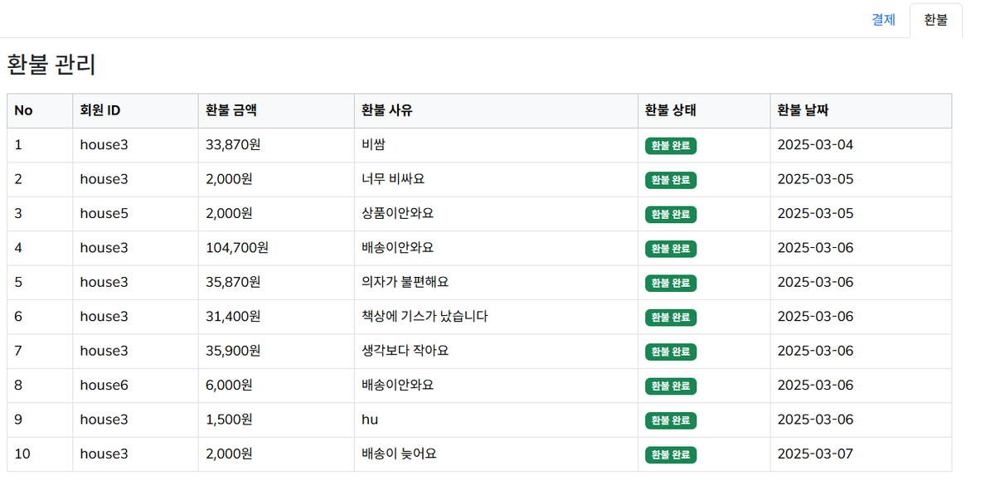 결제 환불
환불 관리
No 회원 ID 환불 금액 환불 사유 환불 상태 환불 날짜
1 house3 33,870원 비쌈 환불 완료 2025-03-04
2 house3 2,000원 너무 비싸요 환불 완료 2025-03-05
3 house5 2,000원 상품이안와요 환불 완료 2025-03-05
4 house3 104,700원 배송이안와요 환불 완료 2025-03-06
5 house3 35,870원 의자가 불편해요 환불 완료 2025-03-06
6 house3 31,400원 책상에 기스가 났습니다 환불 완료 2025-03-06
7 house3 35,900원 생각보다 작아요 환불 완료 2025-03-06
8 house6 6,000원 배송이안와요 환불 완료 2025-03-06
9 house3 1,500원 hu 환불 완료 2025-03-06
10 house3 2,000원 배송이 늦어요 환불 완료 2025-03-07